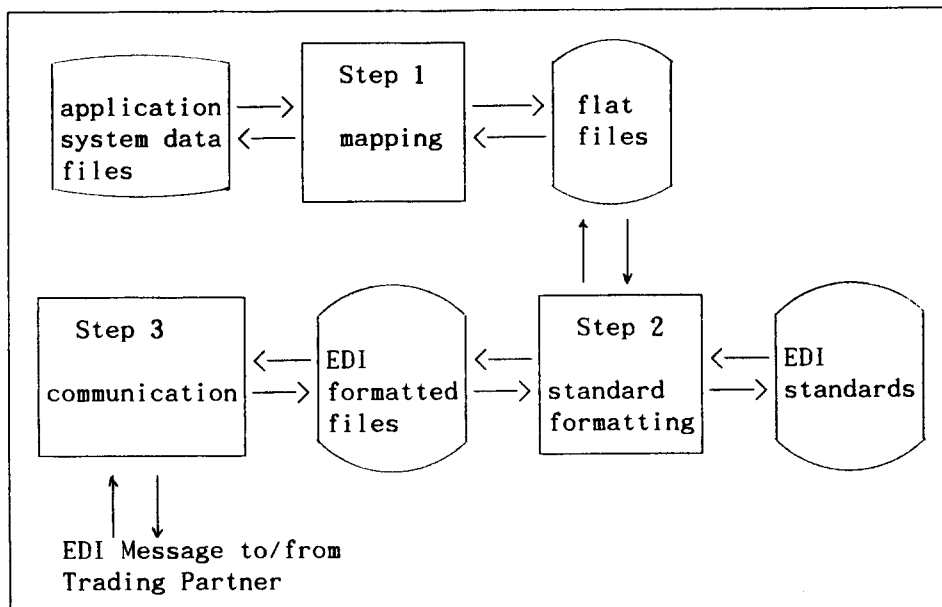 application
system data
files
Step 1
mapping
flat
files
Step 3
communication
EDI
formatted
files
Step 2
standard
formatting
EDI
standards
EDI Message to/from
Trading Partner